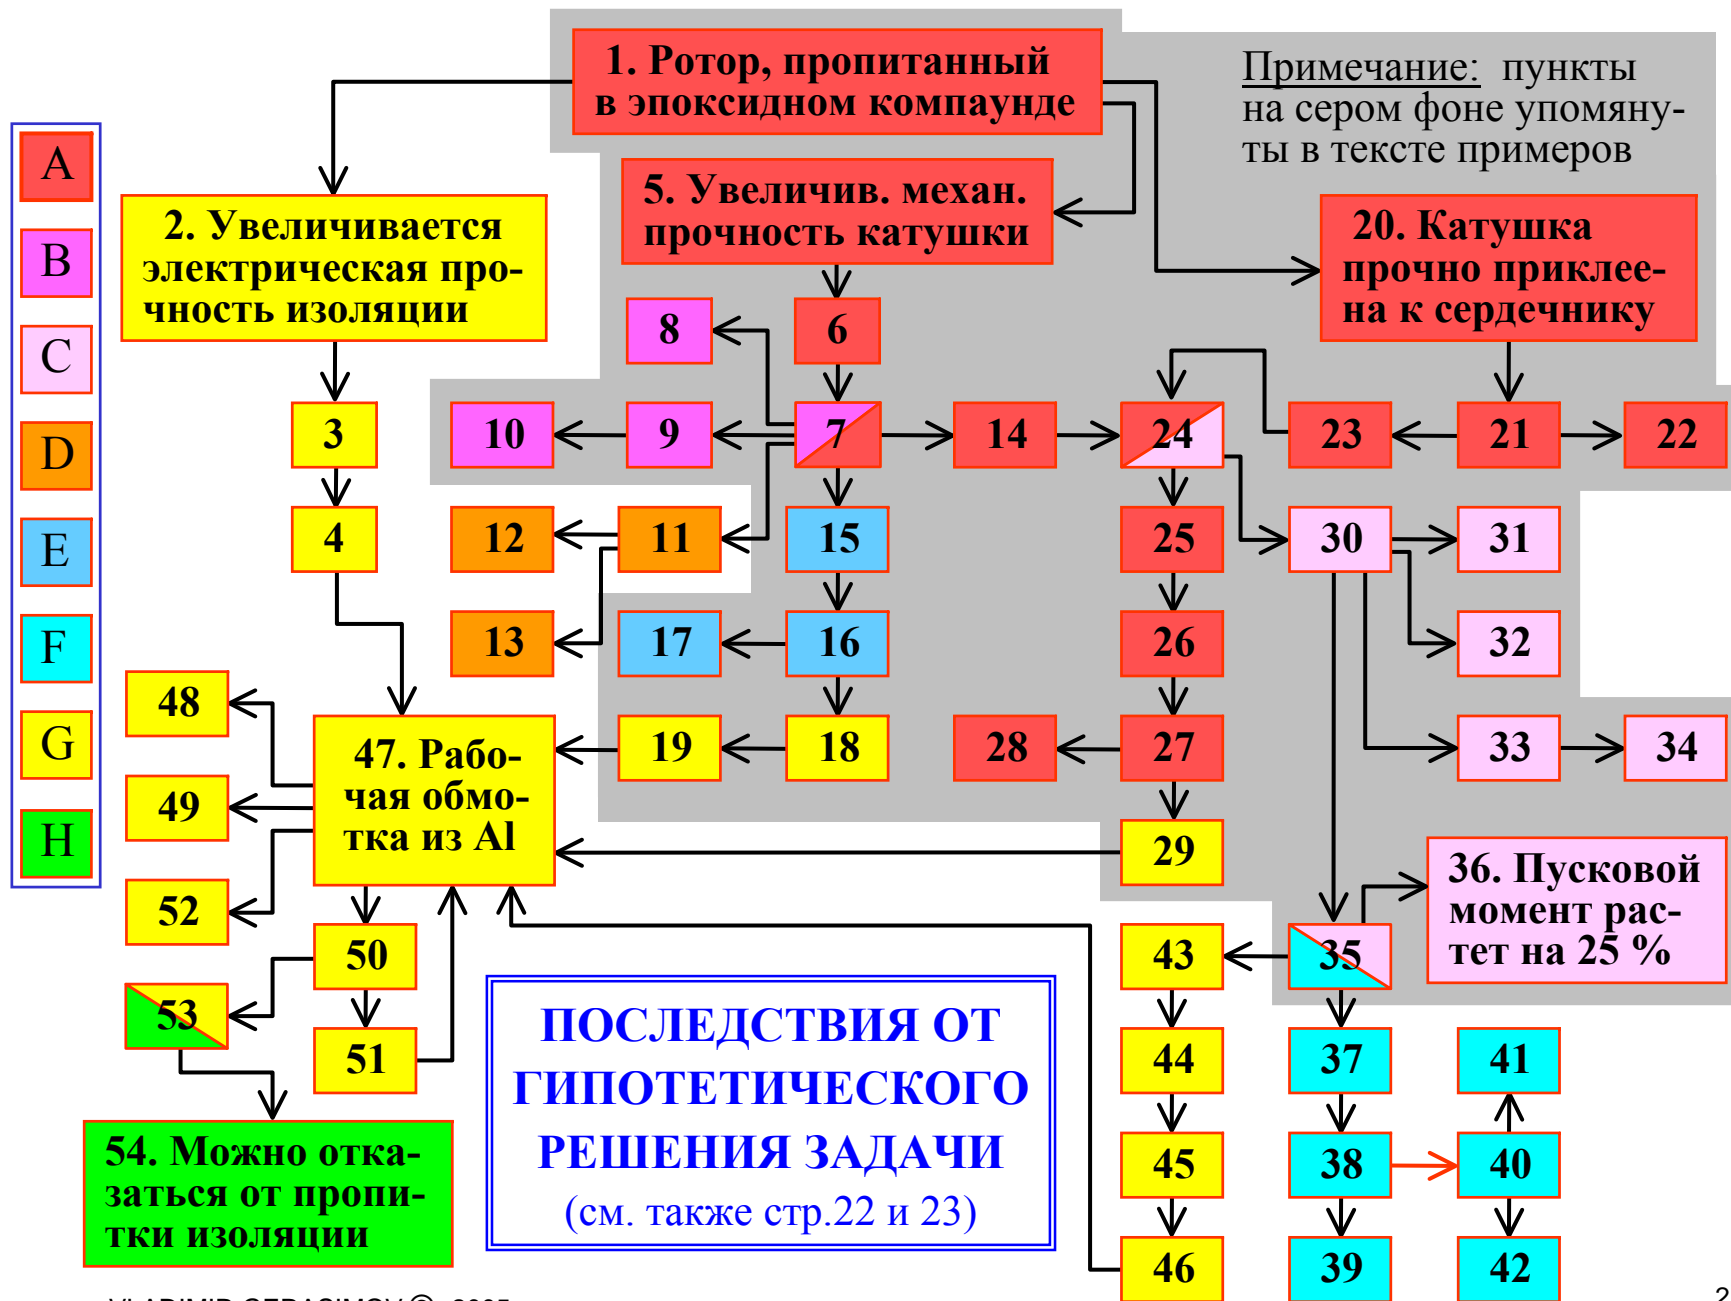 1. Ротор, пропитанный
в эпоксидном компаунде
Примечание: пункты
на сером фоне упомяну-
ты в тексте примеров
A
B
C
D
E
F
G
H
2. Увеличивается
электрическая про-
чность изоляции
5. Увеличив. механ.
прочность катушки
20. Катушка
прочно приклее-
на к сердечнику
8
6
3
10
9
7
14
24
23
21
22
4
12
11
15
25
30
31
13
17
16
26
32
48
47. Рабо-
чая обмо-
тка из Al
19
18
28
27
33
34
49
29
36. Пусковой
момент рас-
тет на 25 %
52
50
43
35
53
51
ПОСЛЕДСТВИЯ ОТ
ГИПОТЕТИЧЕСКОГО
РЕШЕНИЯ ЗАДАЧИ
(см. также стр.22 и 23)
44
37
41
54. Можно отка-
заться от пропи-
тки изоляции
45
38
40
46
39
42